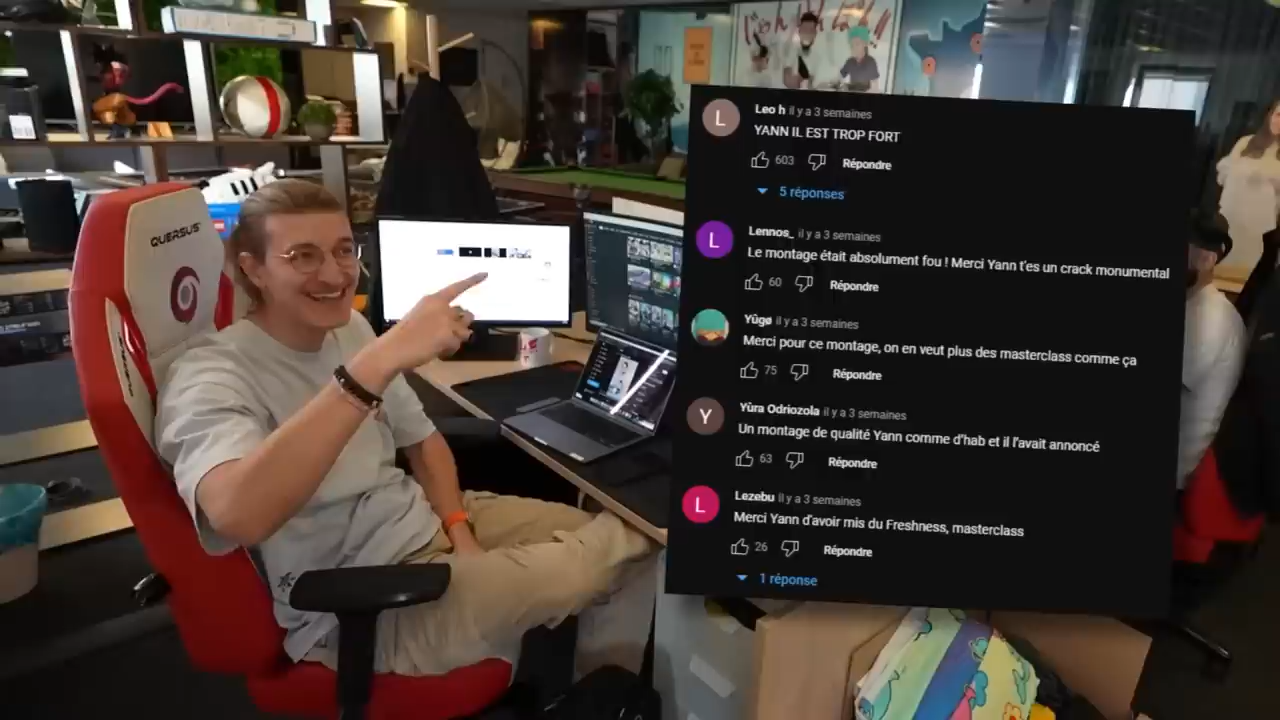 QUERSUS
Leo h il y a 3 semaines
YANN IL EST TROP FORT
603 Répondre
5 réponses
Lennos_ il y a 3 semaines
Le montage était absolument fou ! Merci Yann t'es un crack monumental
60 Répondre
Yûgø il y a 3 semaines
Merci pour ce montage, on en veut plus des masterclass comme ça
75 Répondre
Yùra Odriozola il y a 3 semaines
Un montage de qualité Yann comme d'hab et il l'avait annoncé
63 Répondre
Lezebu il y a 3 semaines
Merci Yann d'avoir mis du Freshness, masterclass
26 Répondre
1 réponse